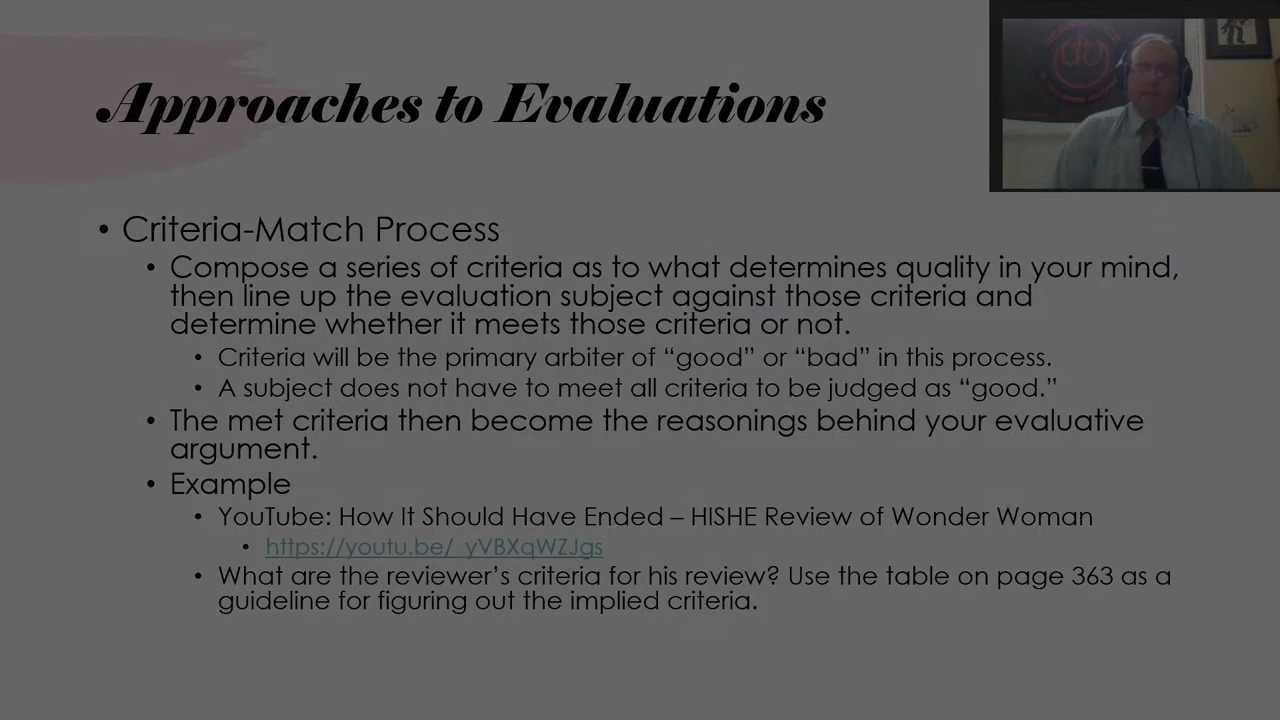 Approaches to Evaluations
• Criteria-Match Process
• Compose a series of criteria as to what determines quality in your mind,
then line up the evaluation subject against those criteria and
determine whether it meets those criteria or not.
• Criteria will be the primary arbiter of “good” or “bad” in this process.
• A subject does not have to meet all criteria to be judged as “good.”
• The met criteria then become the reasonings behind your evaluative
argument.
• Example
• YouTube: How It Should Have Ended – HISHE Review of Wonder Woman
• https://youtu.be/_yVBXqWZJgs
• What are the reviewer’s criteria for his review? Use the table on page 363 as a
guideline for figuring out the implied criteria.